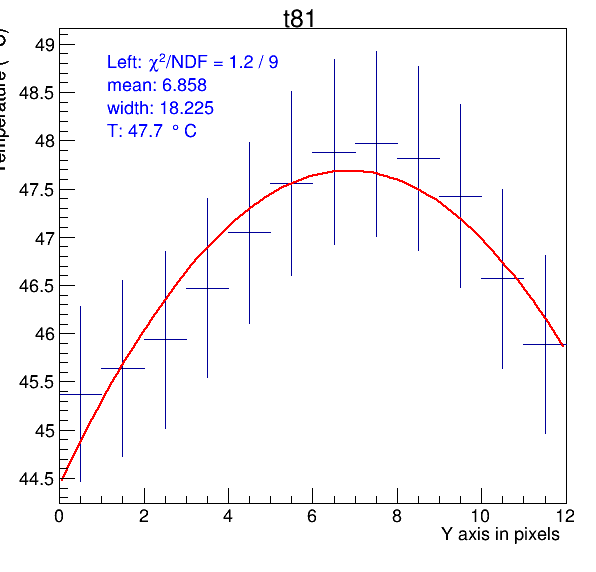 t81
Temperature (°C)
Left: χ²/NDF = 1.2 / 9
mean: 6.858
width: 18.225
T: 47.7 °C
49
48.5
48
47.5
47
46.5
46
45.5
45
44.5
0 2 4 6 8 10 12
Y axis in pixels